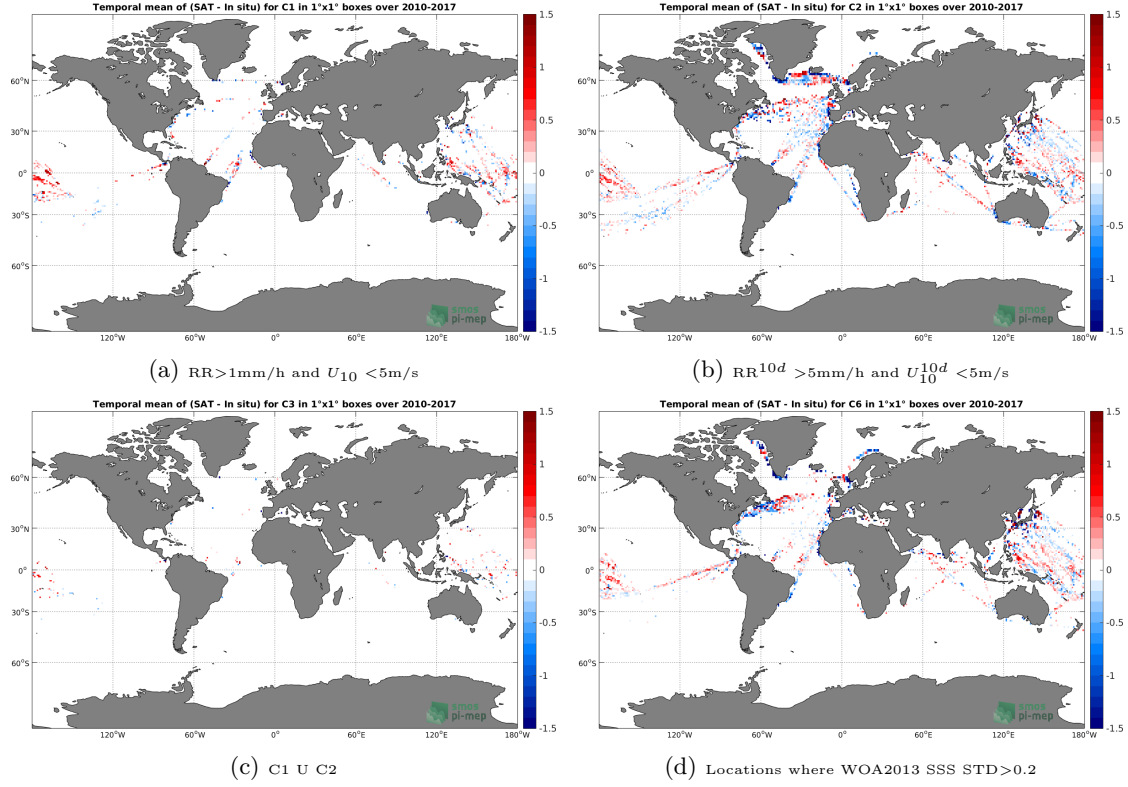 Temporal mean of (SAT - In situ) for C1 in 1°x1° boxes over 2010-2017
60°N
30°N
0°
30°S
60°S
120°W
60°W
0°
60°E
120°E
180°W
1.5
1
0.5
0
-0.5
-1
-1.5
smos
pi-mep
(a) RR>1mm/h and U10 <5m/s
Temporal mean of (SAT - In situ) for C2 in 1°x1° boxes over 2010-2017
60°N
30°N
0°
30°S
60°S
120°W
60°W
0°
60°E
120°E
180°W
1.5
1
0.5
0
-0.5
-1
-1.5
smos
pi-mep
(b) RR^10d >5mm/h and U10^10d <5m/s
Temporal mean of (SAT - In situ) for C3 in 1°x1° boxes over 2010-2017
60°N
30°N
0°
30°S
60°S
120°W
60°W
0°
60°E
120°E
180°W
1.5
1
0.5
0
-0.5
-1
-1.5
smos
pi-mep
(c) C1 U C2
Temporal mean of (SAT - In situ) for C6 in 1°x1° boxes over 2010-2017
60°N
30°N
0°
30°S
60°S
120°W
60°W
0°
60°E
120°E
180°W
1.5
1
0.5
0
-0.5
-1
-1.5
smos
pi-mep
(d) Locations where WOA2013 SSS STD>0.2